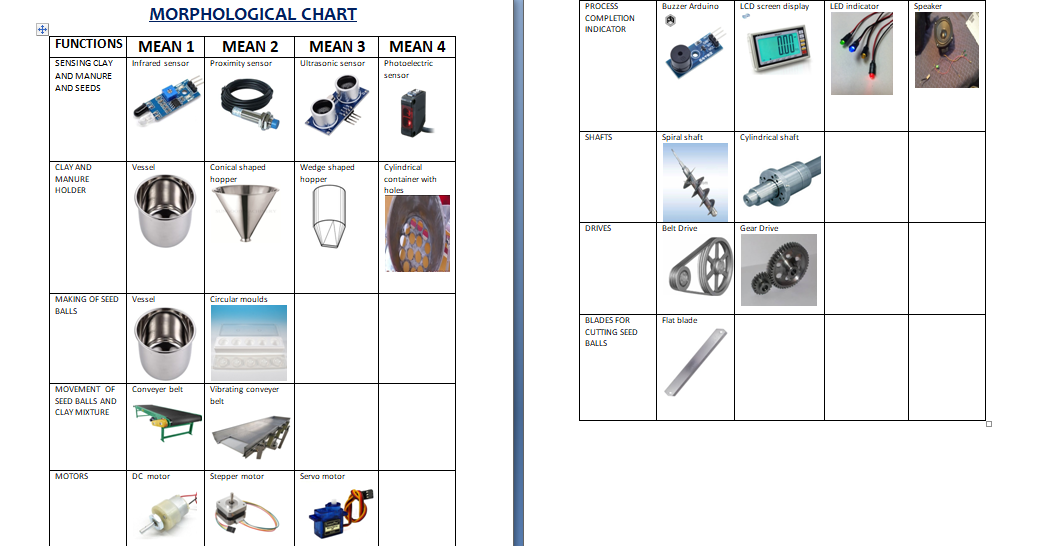 MORPHOLOGICAL CHART
FUNCTIONS MEAN 1 MEAN 2 MEAN 3 MEAN 4
SENSING CLAY
AND MANURE
AND SEEDS
Infrared sensor
Proximity sensor
Ultrasonic sensor
Photoelectric
sensor
CLAY AND
MANURE
HOLDER
Vessel
Conical shaped
hopper
Wedge shaped
hopper
Cylindrical
container with
holes
MAKING OF SEED
BALLS
Vessel
Circular moulds
MOVEMENT OF
SEED BALLS AND
CLAY MIXTURE
Conveyer belt
Vibrating conveyer
belt
MOTORS
DC motor
Stepper motor
Servo motor
PROCESS
COMPLETION
INDICATOR
Buzzer Arduino
LCD screen display
LED indicator
Speaker
SHAFTS
Spiral shaft
Cylindrical shaft
DRIVES
Belt Drive
Gear Drive
BLADES FOR
CUTTING SEED
BALLS
Flat blade